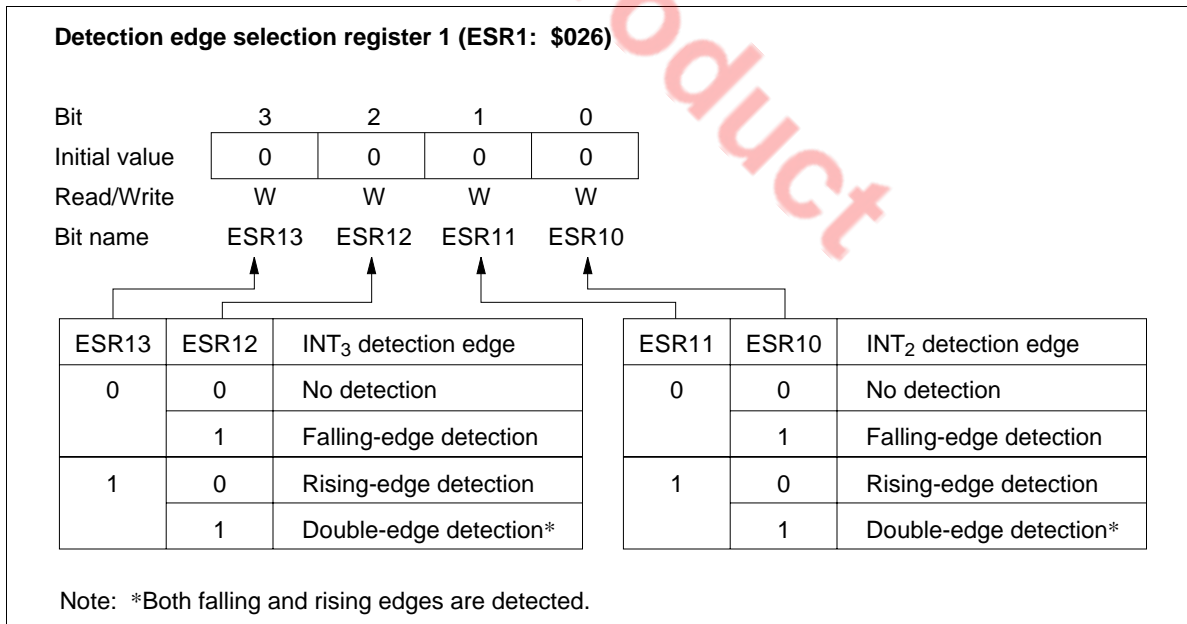 Detection edge selection register 1 (ESR1: $026)
Bit 3 2 1 0
Initial value 0 0 0 0
Read/Write W W W W
Bit name ESR13 ESR12 ESR11 ESR10
ESR13 ESR12 INT3 detection edge
0 0 No detection
1 Falling-edge detection
1 0 Rising-edge detection
1 Double-edge detection*
ESR11 ESR10 INT2 detection edge
0 0 No detection
1 Falling-edge detection
1 0 Rising-edge detection
1 Double-edge detection*
Note: *Both falling and rising edges are detected.
oduct